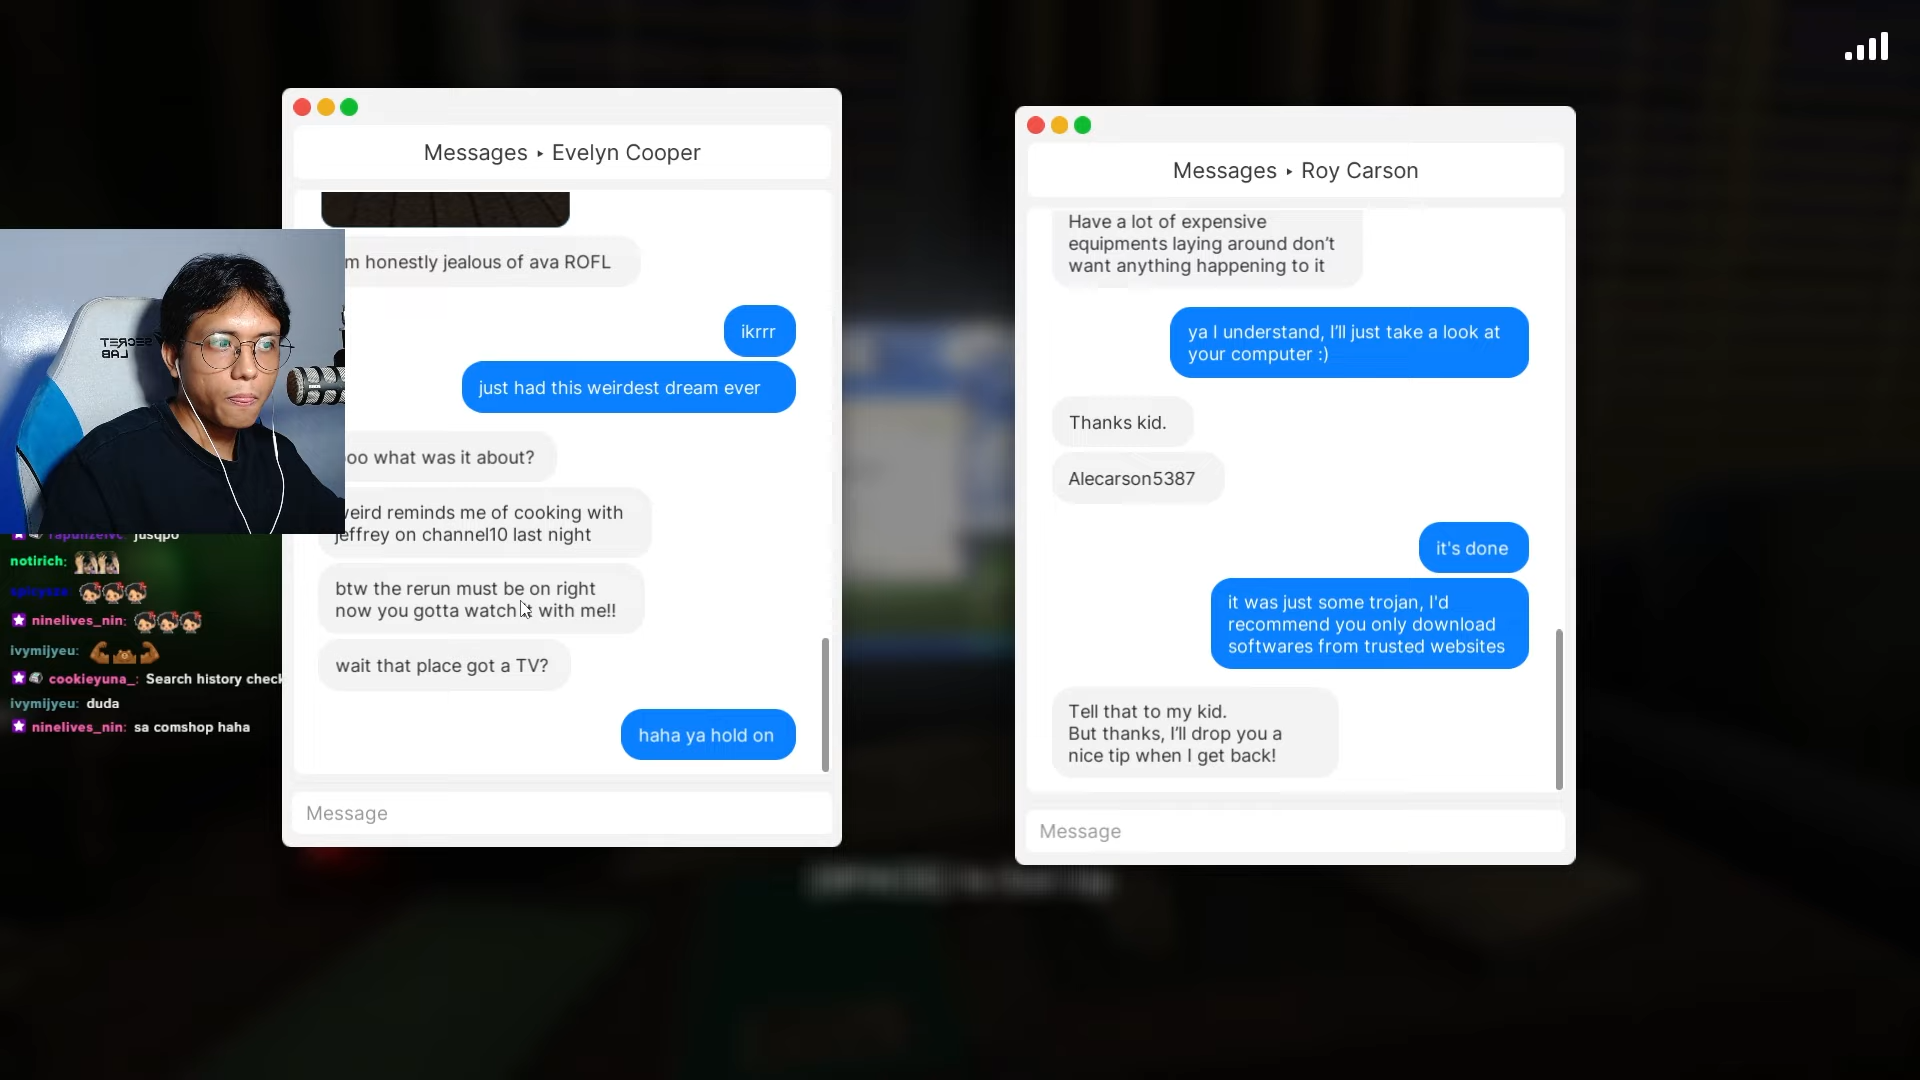 Messages ▸ Evelyn Cooper
m honestly jealous of ava ROFL
ikrrr
just had this weirdest dream ever
oo what was it about?
weird reminds me of cooking with
jeffrey on channel10 last night
btw the rerun must be on right
now you gotta watch with me!!
wait that place got a TV?
haha ya hold on
Message
Messages ▸ Roy Carson
Have a lot of expensive
equipments laying around don't
want anything happening to it
ya I understand, I'll just take a look at
your computer :)
Thanks kid.
Alecarson5387
it's done
it was just some trojan, I'd
recommend you only download
softwares from trusted websites
Tell that to my kid.
But thanks, I'll drop you a
nice tip when I get back!
Message
SECRET
LAB
notirich:
ninelives_nin:
ivymijyeu:
cookieyuna_: Search history check
ivymijyeu: duda
ninelives_nin: sa comshop haha